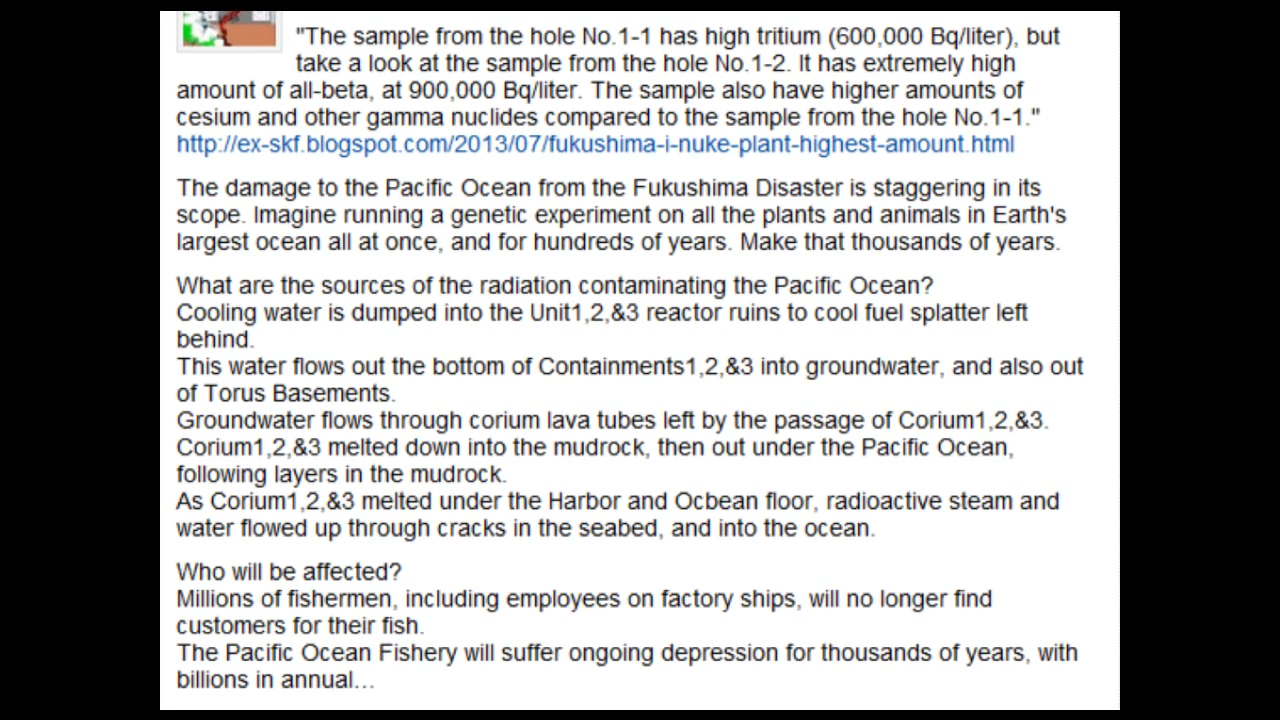 "The sample from the hole No.1-1 has high tritium (600,000 Bq/liter), but
take a look at the sample from the hole No.1-2. It has extremely high
amount of all-beta, at 900,000 Bq/liter. The sample also have higher amounts of
cesium and other gamma nuclides compared to the sample from the hole No.1-1."
http://ex-skf.blogspot.com/2013/07/fukushima-i-nuke-plant-highest-amount.html
The damage to the Pacific Ocean from the Fukushima Disaster is staggering in its
scope. Imagine running a genetic experiment on all the plants and animals in Earth's
largest ocean all at once, and for hundreds of years. Make that thousands of years.
What are the sources of the radiation contaminating the Pacific Ocean?
Cooling water is dumped into the Unit1,2,&3 reactor ruins to cool fuel splatter left
behind.
This water flows out the bottom of Containments1,2,&3 into groundwater, and also out
of Torus Basements.
Groundwater flows through corium lava tubes left by the passage of Corium1,2,&3.
Corium1,2,&3 melted down into the mudrock, then out under the Pacific Ocean,
following layers in the mudrock.
As Corium1,2,&3 melted under the Harbor and Ocbean floor, radioactive steam and
water flowed up through cracks in the seabed, and into the ocean.
Who will be affected?
Millions of fishermen, including employees on factory ships, will no longer find
customers for their fish.
The Pacific Ocean Fishery will suffer ongoing depression for thousands of years, with
billions in annual...